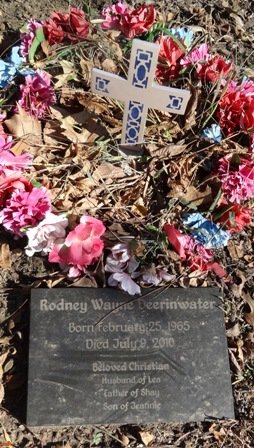 Rodney Wayne Deerinwater
Born february 25, 1965
Died July 9, 2010
Beloved Christian
Husband of Lea
Father of Shay
Son of Jeannie